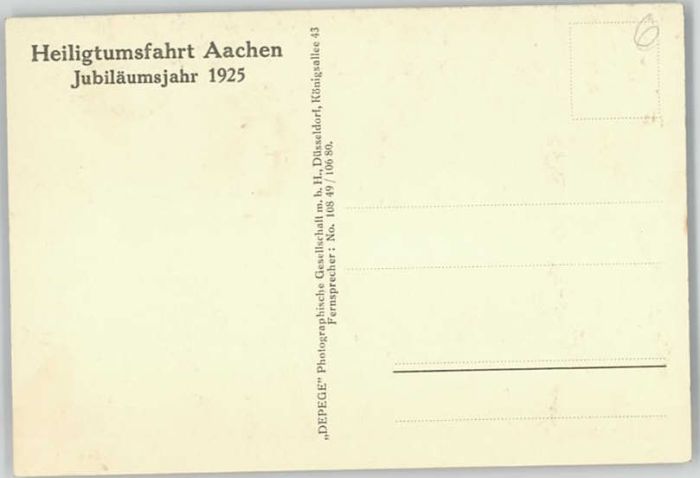 Heiligtumsfahrt Aachen
Jubiläumsjahr 1925
„DEPEGE” Photographische Gesellschaft m. b. H., Düsseldorf, Königsallee 43
Fernsprecher: No. 108 49 / 106 80.
6